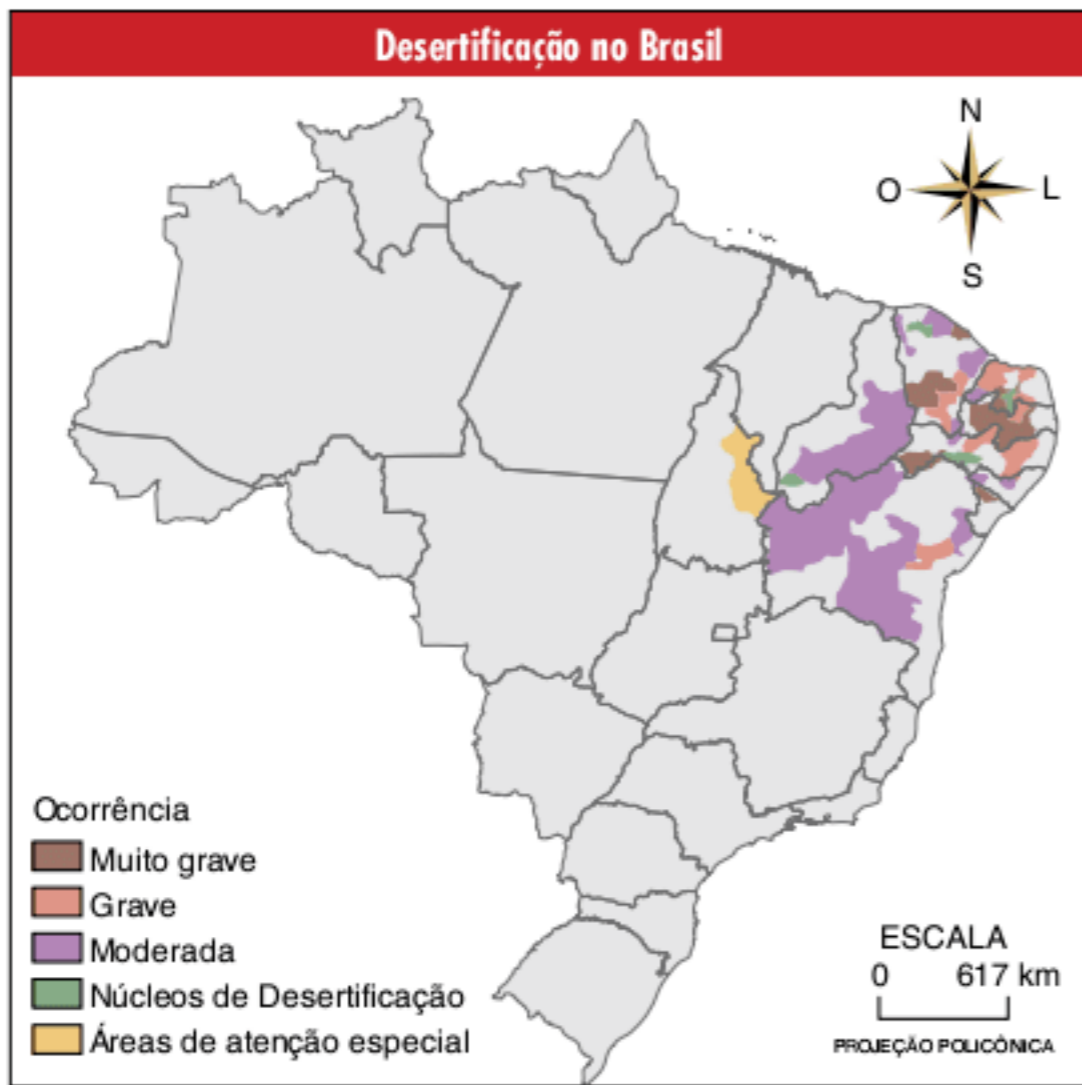 Desertificação no Brasil
N
O
L
S
Ocorrência
Muito grave
Grave
Moderada
Núcleos de Desertificação
Áreas de atenção especial
ESCALA
0 617 km
PROJEÇÃO POLICÔNICA